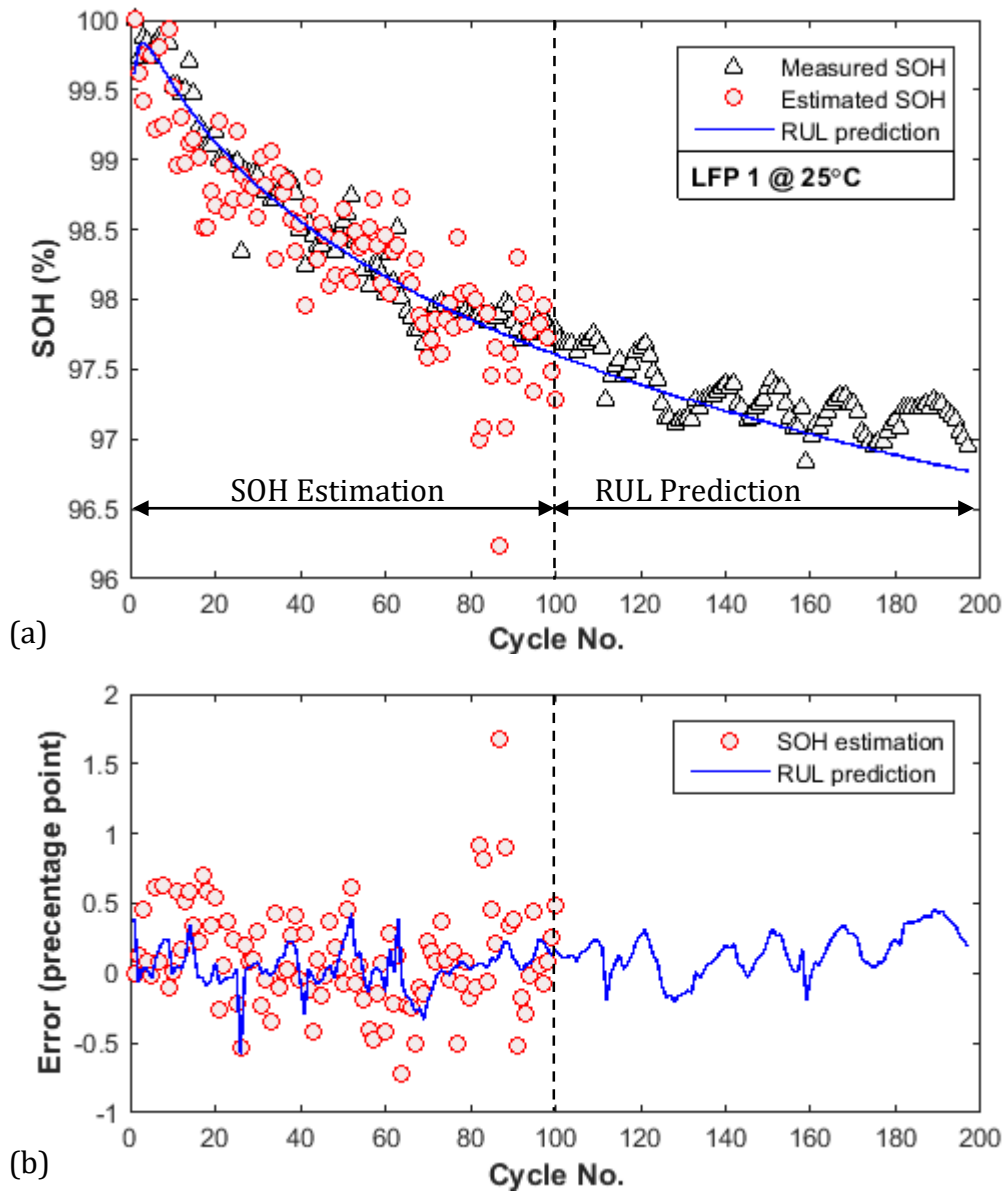 100
99.5
99
98.5
98
97.5
97
96.5
96
SOH (%)
Measured SOH
Estimated SOH
RUL prediction
LFP 1 @ 25°C
SOH Estimation
RUL Prediction
0 20 40 60 80 100 120 140 160 180 200
Cycle No.
(a)
2
1.5
1
0.5
0
-0.5
-1
Error (precentage point)
SOH estimation
RUL prediction
0 20 40 60 80 100 120 140 160 180 200
Cycle No.
(b)